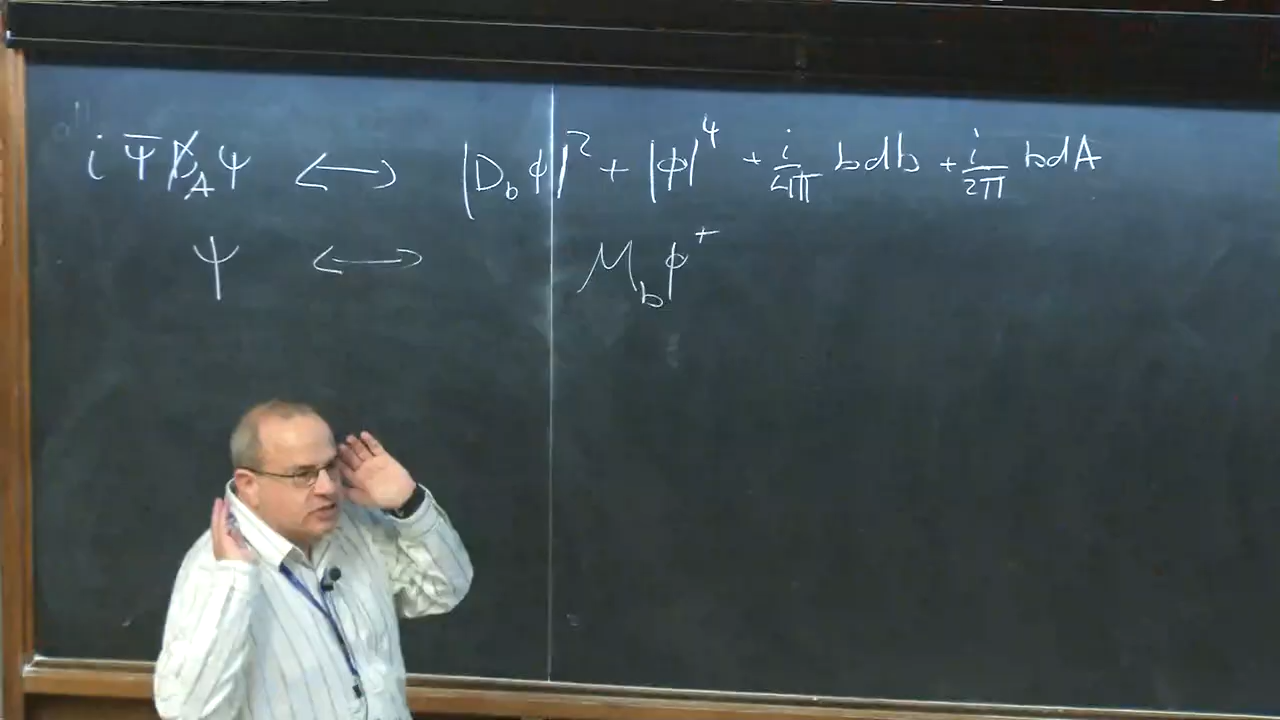 i Ψ̄ D̸_A Ψ ⟷ |D_b ϕ|² + |ϕ|⁴ + i/4π bdb + i/2π bdA
Ψ ⟷ M_b ϕ⁺